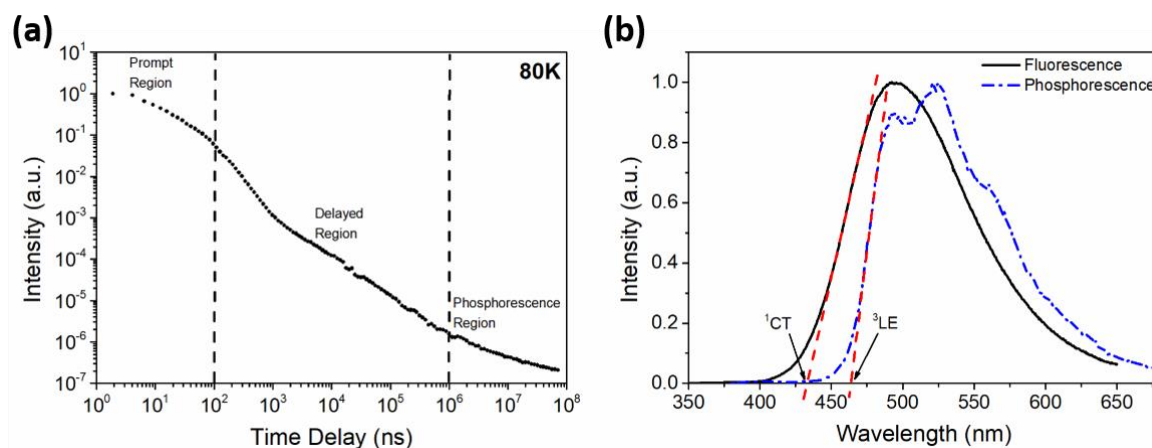 (a)
10¹
10⁰
10⁻¹
10⁻²
10⁻³
10⁻⁴
10⁻⁵
10⁻⁶
10⁻⁷
Intensity (a.u.)
Prompt
Region
80K
Delayed
Region
Phosphorescence
Region
10⁰ 10¹ 10² 10³ 10⁴ 10⁵ 10⁶ 10⁷ 10⁸
Time Delay (ns)
(b)
Fluorescence
Phosphorescence
1.0
0.8
0.6
0.4
0.2
0.0
Intensity (a.u.)
¹CT
³LE
350 400 450 500 550 600 650
Wavelength (nm)